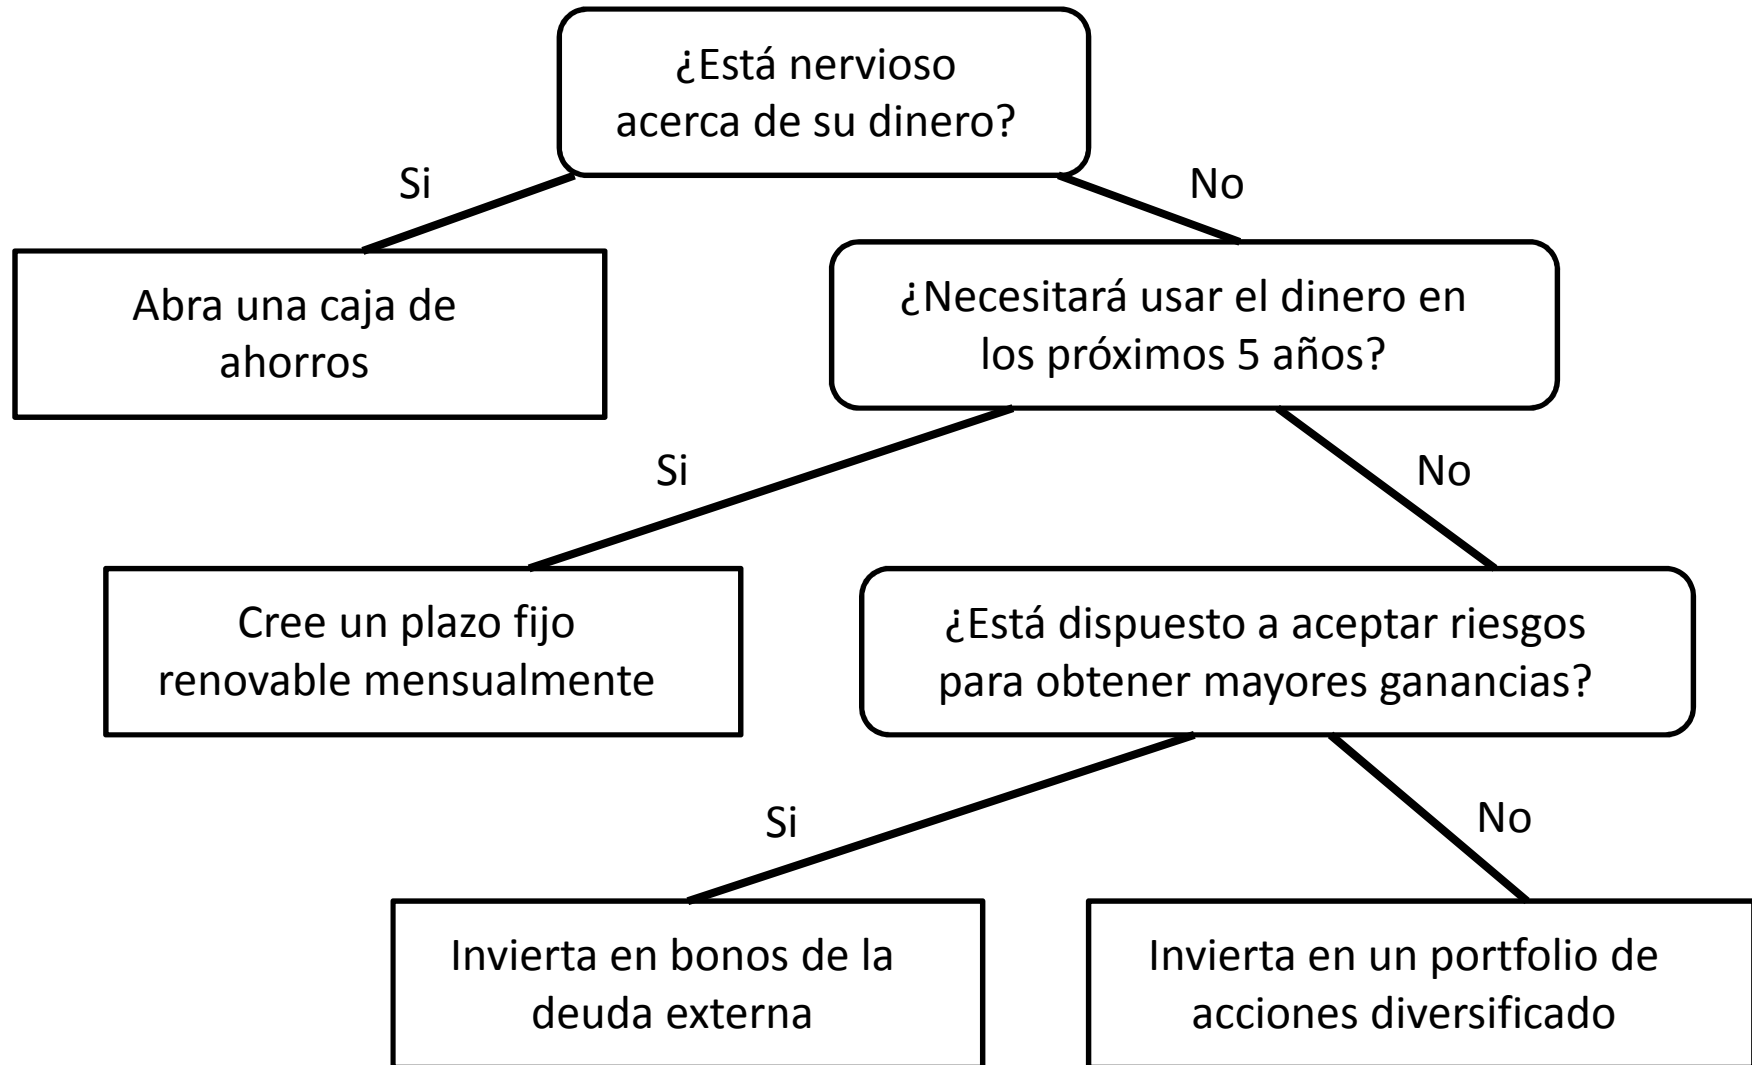 ¿Está nervioso
acerca de su dinero?
Si
No
Abra una caja de
ahorros
¿Necesitará usar el dinero en
los próximos 5 años?
Si
No
Cree un plazo fijo
renovable mensualmente
¿Está dispuesto a aceptar riesgos
para obtener mayores ganancias?
Si
No
Invierta en bonos de la
deuda externa
Invierta en un portfolio de
acciones diversificado